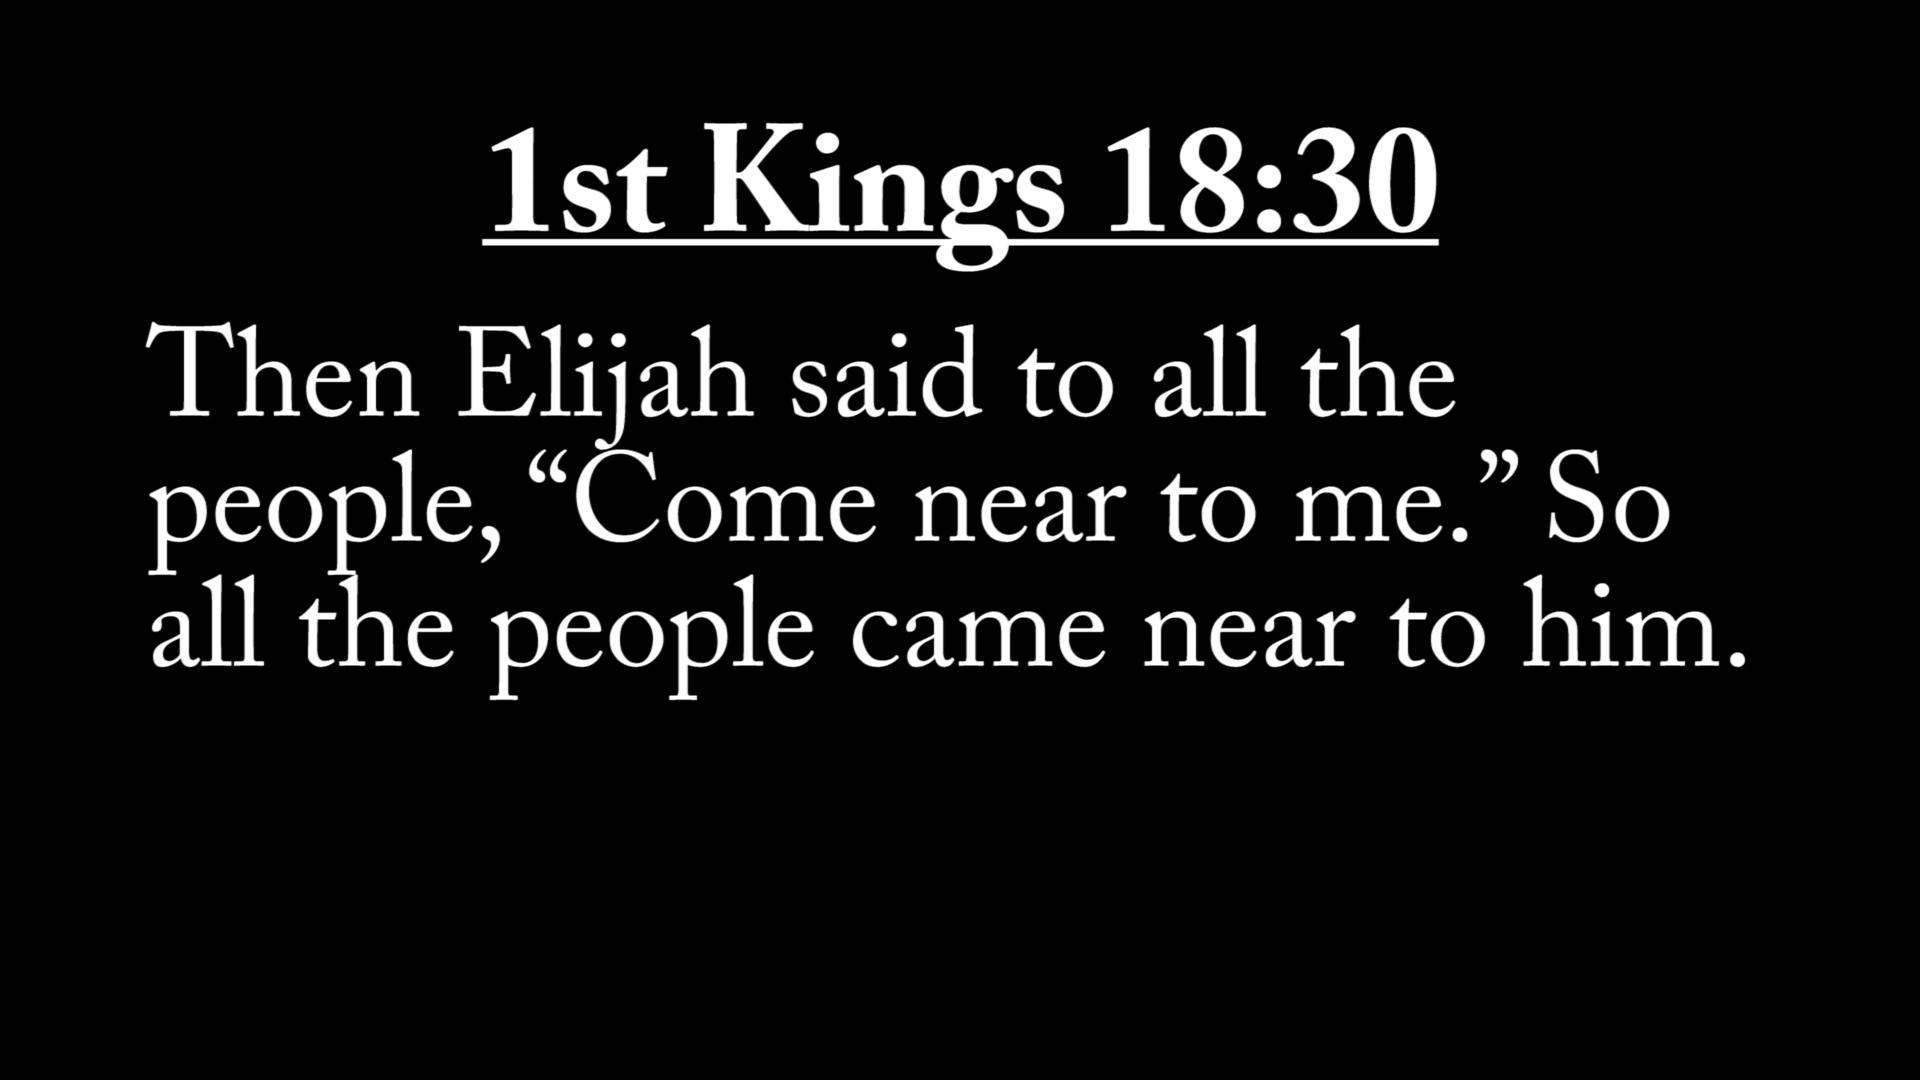 1st Kings 18:30
Then Elijah said to all the
people, “Come near to me.” So
all the people came near to him.